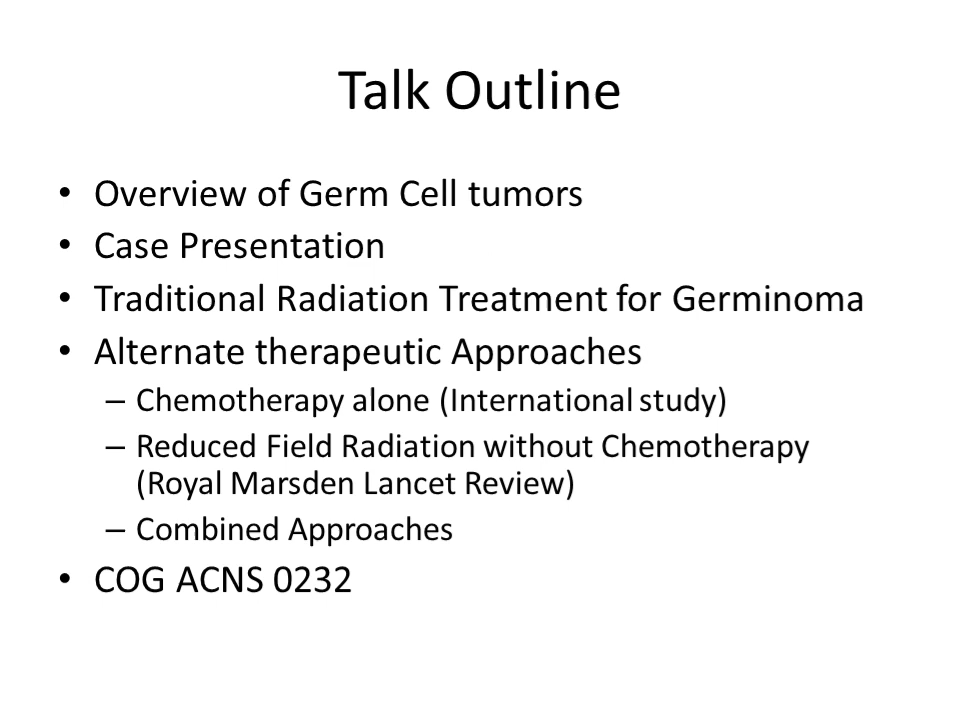 Talk Outline
• Overview of Germ Cell tumors
• Case Presentation
• Traditional Radiation Treatment for Germinoma
• Alternate therapeutic Approaches
– Chemotherapy alone (International study)
– Reduced Field Radiation without Chemotherapy
(Royal Marsden Lancet Review)
– Combined Approaches
• COG ACNS 0232